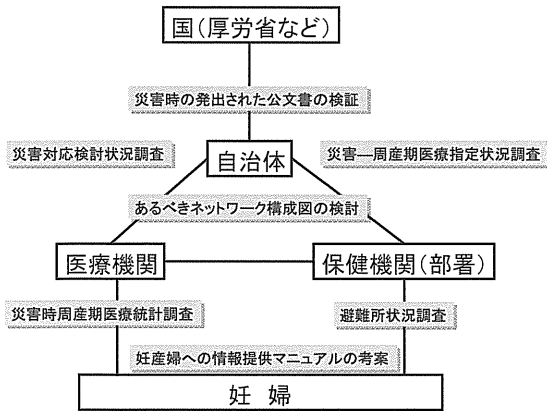 国（厚労省など）
災害時の発出された公文書の検証
災害対応検討状況調査
自治体
災害―周産期医療指定状況調査
あるべきネットワーク構成図の検討
医療機関
保健機関（部署）
災害時周産期医療統計調査
避難所状況調査
妊産婦への情報提供マニュアルの考案
妊　婦